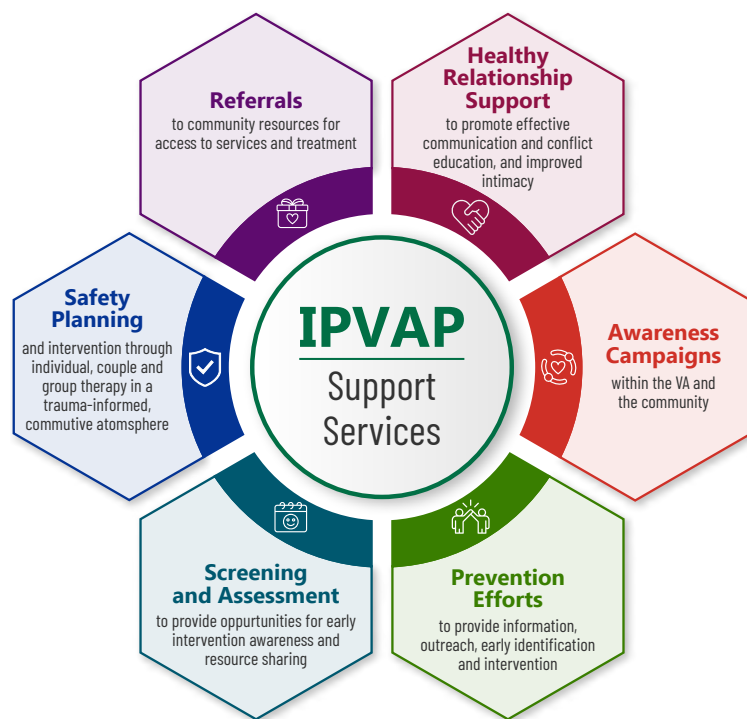 Referrals
to community resources for
access to services and treatment
Healthy
Relationship
Support
to promote effective
communication and conflict
education, and improved
intimacy
Safety
Planning
and intervention through
individual, couple and
group therapy in a
trauma-informed,
commutive atomsphere
IPVAP
Support
Services
Awareness
Campaigns
within the VA and
the community
Screening
and Assessment
to provide oppurtunities for early
intervention awareness and
resource sharing
Prevention
Efforts
to provide information,
outreach, early identification
and intervention